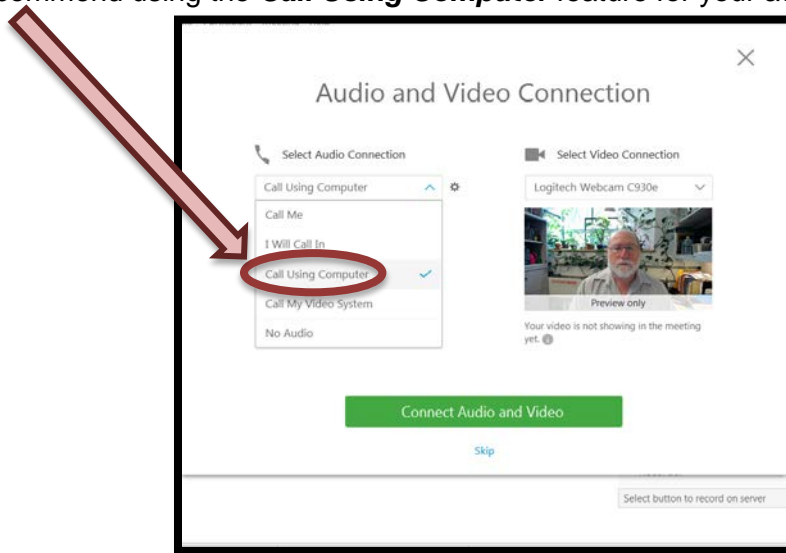 using the Call Using Computer feature for your
Audio and Video Connection
Select Audio Connection
Select Video Connection
Call Using Computer
Logitech Webcam C930e
Call Me
I Will Call In
Call Using Computer
Call My Video System
No Audio
Preview only
Your video is not showing in the meeting
yet.
Connect Audio and Video
Skip
Select button to record on server